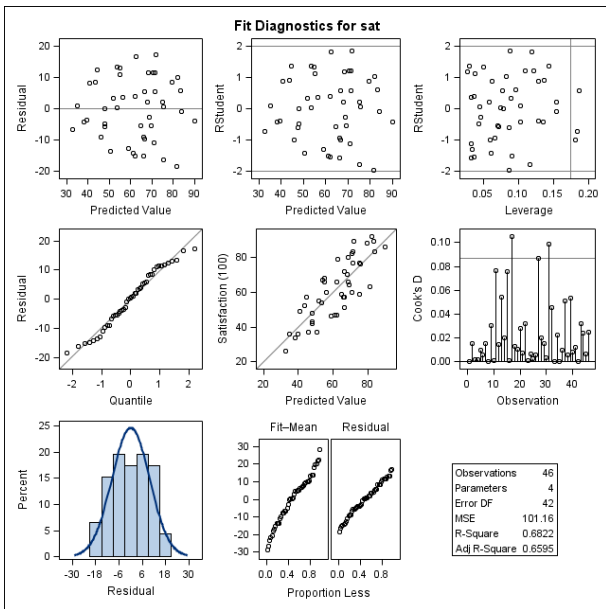 Fit Diagnostics for sat
Residual
20
10
0
-10
-20
30 40 50 60 70 80 90
Predicted Value
RStudent
2
1
0
-1
-2
30 40 50 60 70 80 90
Predicted Value
RStudent
2
1
0
-1
-2
0.05 0.10 0.15 0.20
Leverage
Residual
20
10
0
-10
-20
-2 -1 0 1 2
Quantile
Satisfaction (100)
80
60
40
20
20 40 60 80
Predicted Value
Cook's D
0.10
0.08
0.06
0.04
0.02
0.00
0 10 20 30 40
Observation
Percent
25
20
15
10
5
0
-30 -18 -6 6 18 30
Residual
Fit–Mean Residual
30
20
10
0
-10
-20
-30
0.0 0.4 0.8 0.0 0.4 0.8
Proportion Less
Observations 46
Parameters 4
Error DF 42
MSE 101.16
R-Square 0.6822
Adj R-Square 0.6595